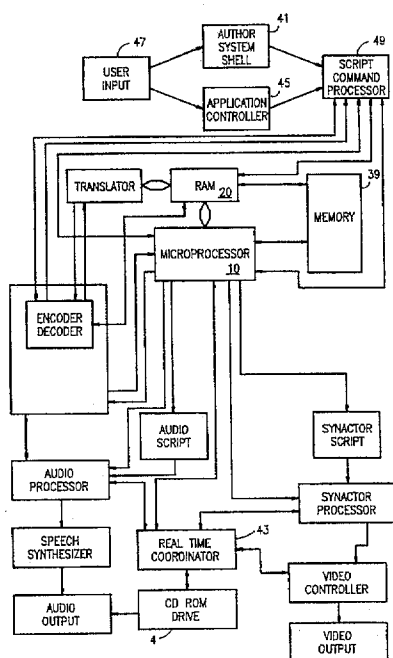 41
47
AUTHOR
SYSTEM
SHELL
49
USER
INPUT
45
SCRIPT
COMMAND
PROCESSOR
APPLICATION
CONTROLLER
TRANSLATOR
RAM
20
39
MEMORY
MICROPROCESSOR
10
ENCODER
DECODER
AUDIO
SCRIPT
SYNACTOR
SCRIPT
AUDIO
PROCESSOR
SYNACTOR
PROCESSOR
43
SPEECH
SYNTHESIZER
REAL TIME
COORDINATOR
VIDEO
CONTROLLER
AUDIO
OUTPUT
CD ROM
DRIVE
4
VIDEO
OUTPUT